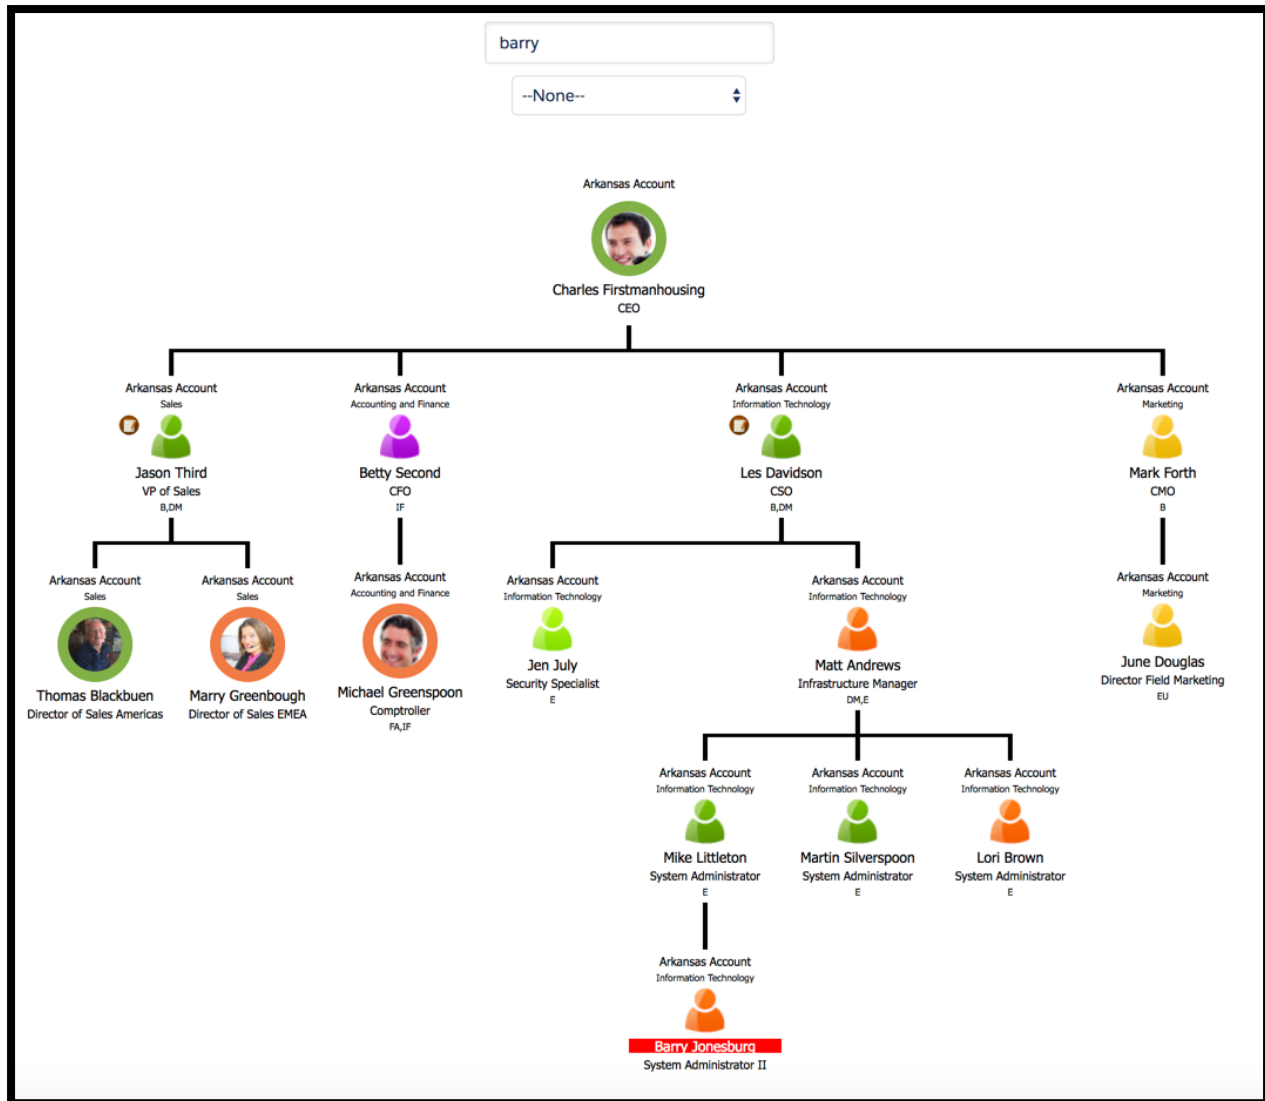 barry
--None--
Arkansas Account
Charles Firstmanhousing
CEO
Arkansas Account
Sales
Jason Third
VP of Sales
B,DM
Arkansas Account
Accounting and Finance
Betty Second
CFO
IF
Arkansas Account
Information Technology
Les Davidson
CSO
B,DM
Arkansas Account
Marketing
Mark Forth
CMO
B
Arkansas Account
Sales
Thomas Blackbuen
Director of Sales Americas
Arkansas Account
Sales
Marry Greenbough
Director of Sales EMEA
Arkansas Account
Accounting and Finance
Michael Greenspoon
Comptroller
FA,IF
Arkansas Account
Information Technology
Jen July
Security Specialist
E
Arkansas Account
Information Technology
Matt Andrews
Infrastructure Manager
DM,E
Arkansas Account
Marketing
June Douglas
Director Field Marketing
EU
Arkansas Account
Information Technology
Mike Littleton
System Administrator
E
Arkansas Account
Information Technology
Martin Silverspoon
System Administrator
E
Arkansas Account
Information Technology
Lori Brown
System Administrator
E
Arkansas Account
Information Technology
Barry Jonesburg
System Administrator II